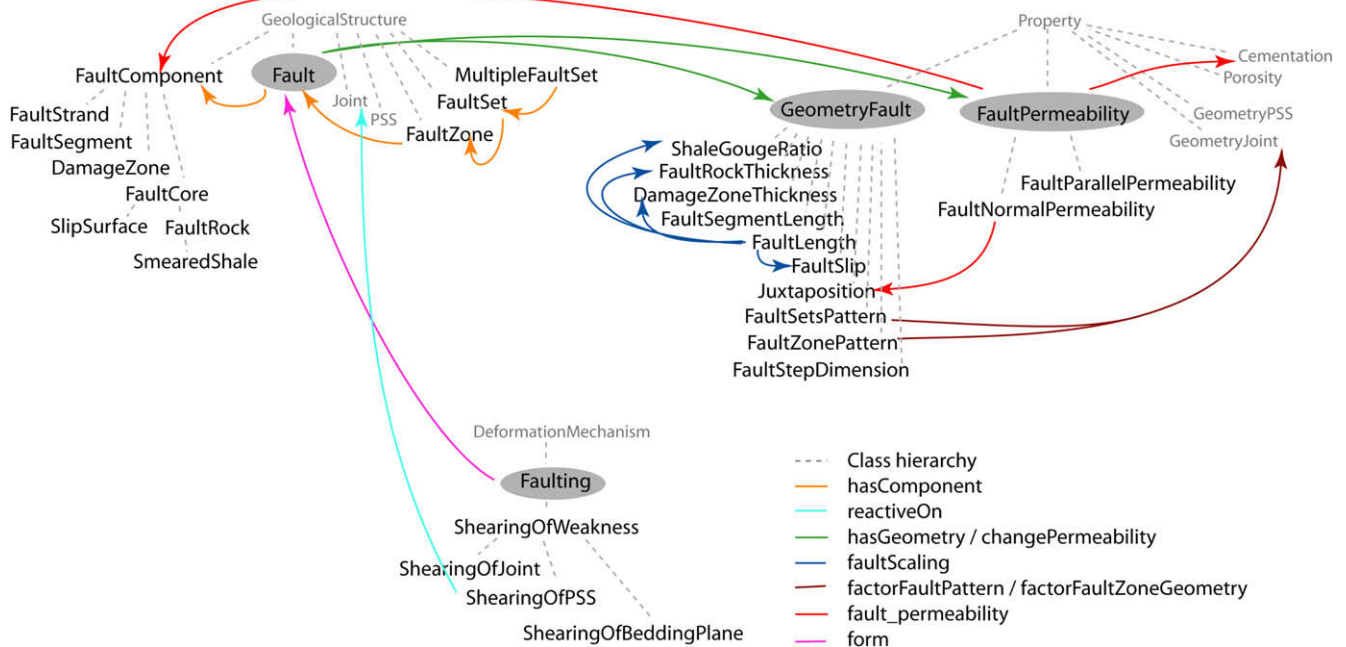 GeologicalStructure
Property
FaultComponent
Fault
MultipleFaultSet
Cementation
Porosity
FaultStrand
Joint
FaultSet
PSS
GeometryFault
FaultPermeability
GeometryPSS
FaultSegment
FaultZone
GeometryJoint
DamageZone
ShaleGougeRatio
FaultRockThickness
FaultParallelPermeability
FaultCore
DamageZoneThickness
FaultNormalPermeability
SlipSurface
FaultRock
FaultSegmentLength
FaultLength
SmearedShale
FaultSlip
Juxtaposition
FaultSetsPattern
FaultZonePattern
FaultStepDimension
DeformationMechanism
Faulting
ShearingOfWeakness
ShearingOfJoint
ShearingOfPSS
ShearingOfBeddingPlane
Class hierarchy
hasComponent
reactiveOn
hasGeometry / changePermeability
faultScaling
factorFaultPattern / factorFaultZoneGeometry
fault_permeability
form